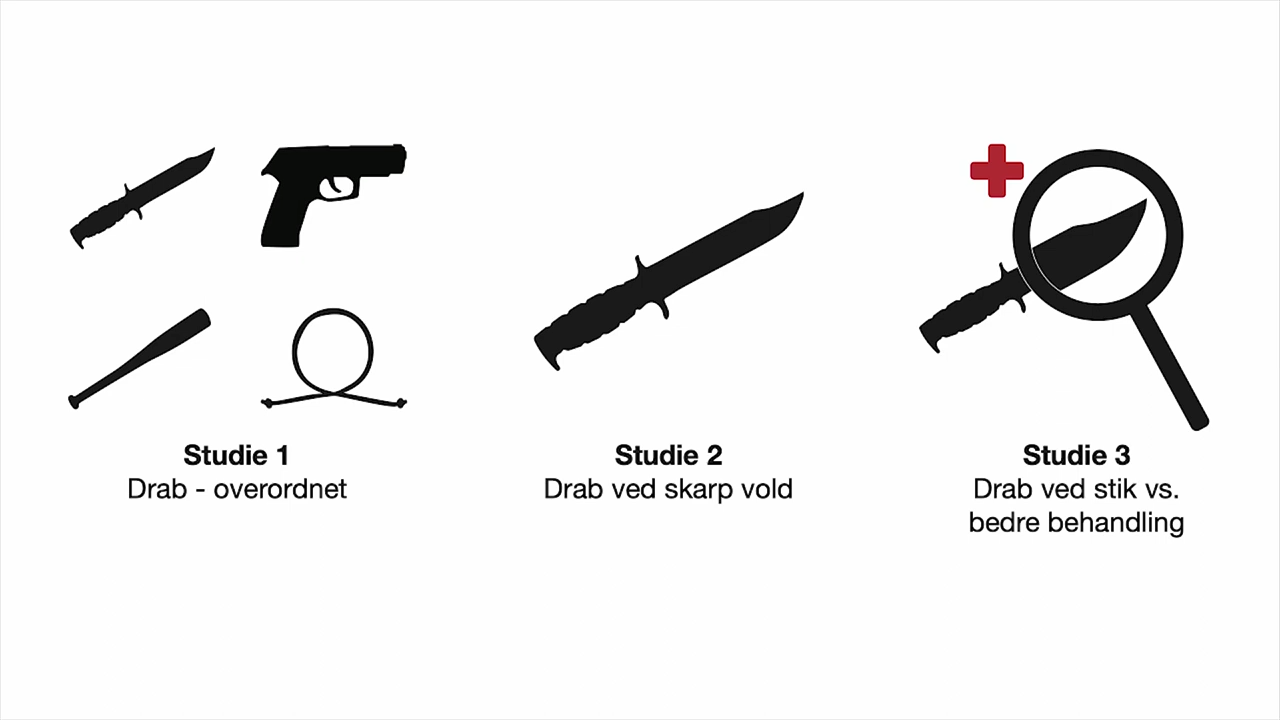 Studie 1
Drab - overordnet
Studie 2
Drab ved skarp vold
Studie 3
Drab ved stik vs.
bedre behandling